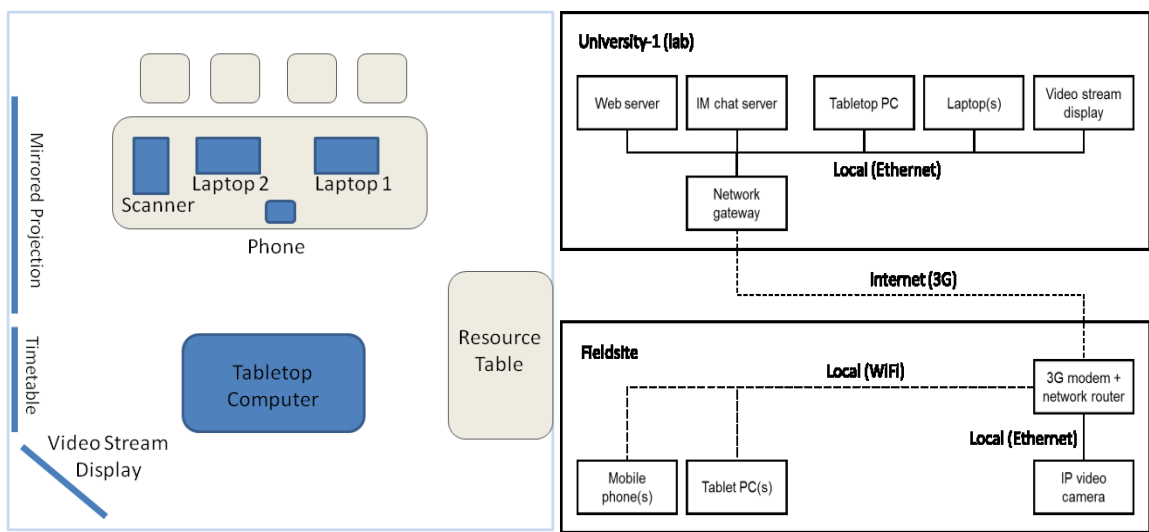 Mirrored Projection
Timetable
Scanner
Laptop 2
Laptop 1
Phone
Resource
Table
Tabletop
Computer
Video Stream
Display
University-1 (lab)
Web server
IM chat server
Tabletop PC
Laptop(s)
Video stream
display
Local (Ethernet)
Network
gateway
Internet (3G)
Fieldsite
Local (WiFi)
3G modem +
network router
Local (Ethernet)
Mobile
phone(s)
Tablet PC(s)
IP video
camera